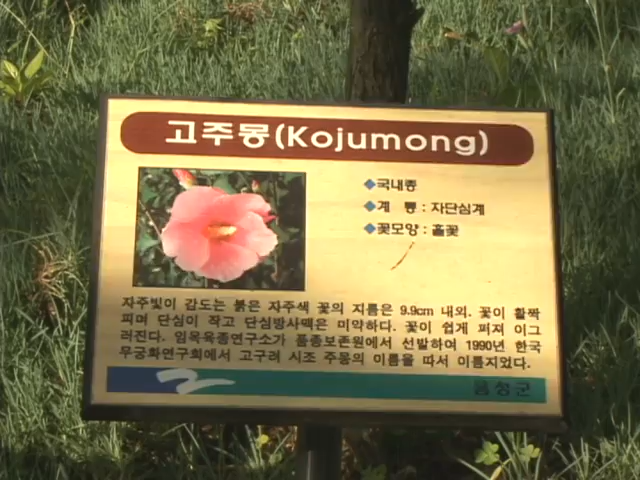 고주몽(Kojumong)
◆국내종
◆계 통 : 자단심계
◆꽃모양 : 홑꽃
자주빛이 감도는 붉은 자주색 꽃의 지름은 9.9cm 내외. 꽃이 활짝
피며 단심이 작고 단심방사맥은 미약하다. 꽃이 쉽게 펴져 이그
러진다. 임목육종연구소가 품종보존원에서 선발하여 1990년 한국
무궁화연구회에서 고구려 시조 주몽의 이름을 따서 이름지었다.
음성군